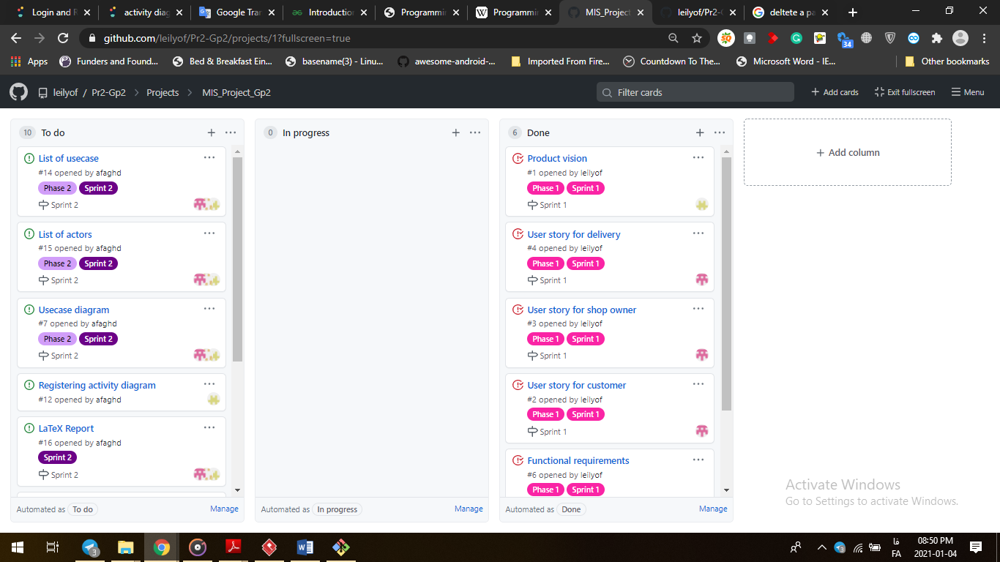 Login and R
activity diag
Google Tran
Introduction
Programmin
Programmin
MIS_Project
leilyof/Pr2-G
deltete a pa
github.com/leilyof/Pr2-Gp2/projects/1?fullscreen=true
34
Apps
Funders and Found...
Bed & Breakfast Ein...
basename(3) - Linu...
awesome-android-...
Imported From Fire...
Countdown To The...
Microsoft Word - IE...
Other bookmarks
leilyof / Pr2-Gp2 > Projects > MIS_Project_Gp2
Filter cards
+ Add cards
Exit fullscreen
Menu
10 To do
List of usecase
#14 opened by afaghd
Phase 2 Sprint 2
Sprint 2
List of actors
#15 opened by afaghd
Phase 2 Sprint 2
Sprint 2
Usecase diagram
#7 opened by afaghd
Phase 2 Sprint 2
Sprint 2
Registering activity diagram
#12 opened by afaghd
LaTeX Report
#16 opened by afaghd
Sprint 2
Sprint 2
Automated as To do Manage
0 In progress
Automated as In progress Manage
6 Done
Product vision
#1 opened by leilyof
Phase 1 Sprint 1
Sprint 1
User story for delivery
#4 opened by leilyof
Phase 1 Sprint 1
Sprint 1
User story for shop owner
#3 opened by leilyof
Phase 1 Sprint 1
Sprint 1
User story for customer
#2 opened by leilyof
Phase 1 Sprint 1
Sprint 1
Functional requirements
#6 opened by leilyof
Phase 1 Sprint 1
Automated as Done Manage
+ Add column
Activate Windows
Go to Settings to activate Windows.
3
3
فا
FA
08:50 PM
2021-01-04